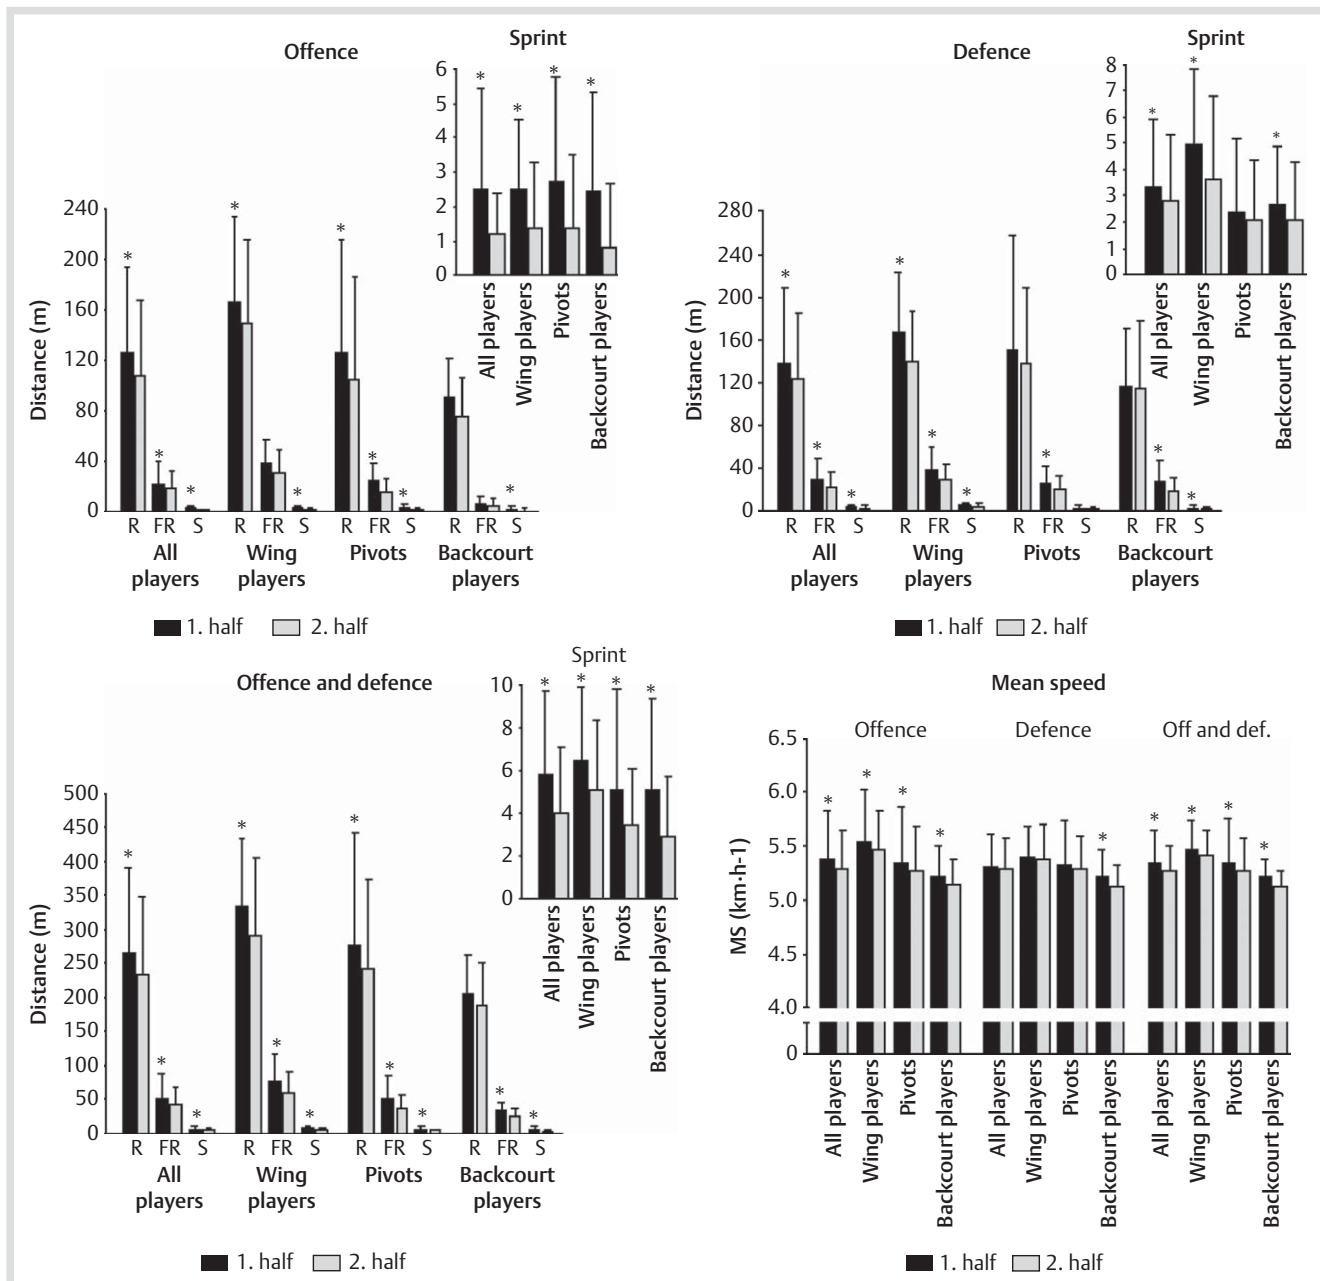 Offence
Sprint
6
5
4
3
2
1
0
* * * *
All players
Wing players
Pivots
Backcourt players
Distance (m)
240
200
160
120
80
40
0
* * * * * * * *
R FR S R FR S R FR S R FR S
All players
Wing players
Pivots
Backcourt players
1. half 2. half
Defence
Sprint
8
7
6
5
4
3
2
1
0
* * *
All players
Wing players
Pivots
Backcourt players
Distance (m)
280
240
200
160
120
80
40
0
* * * * * * * * *
R FR S R FR S R FR S R FR S
All players
Wing players
Pivots
Backcourt players
1. half 2. half
Offence and defence
Sprint
10
8
6
4
2
0
* * * *
All players
Wing players
Pivots
Backcourt players
Distance (m)
500
450
400
350
300
250
200
150
100
50
0
* * * * * * * * * * *
R FR S R FR S R FR S R FR S
All players
Wing players
Pivots
Backcourt players
1. half 2. half
Mean speed
Offence Defence Off and def.
MS (km·h-1)
6.5
6.0
5.5
5.0
4.5
4.0
0
* * * * * * * * *
All players
Wing players
Pivots
Backcourt players
All players
Wing players
Pivots
Backcourt players
All players
Wing players
Pivots
Backcourt players
1. half 2. half